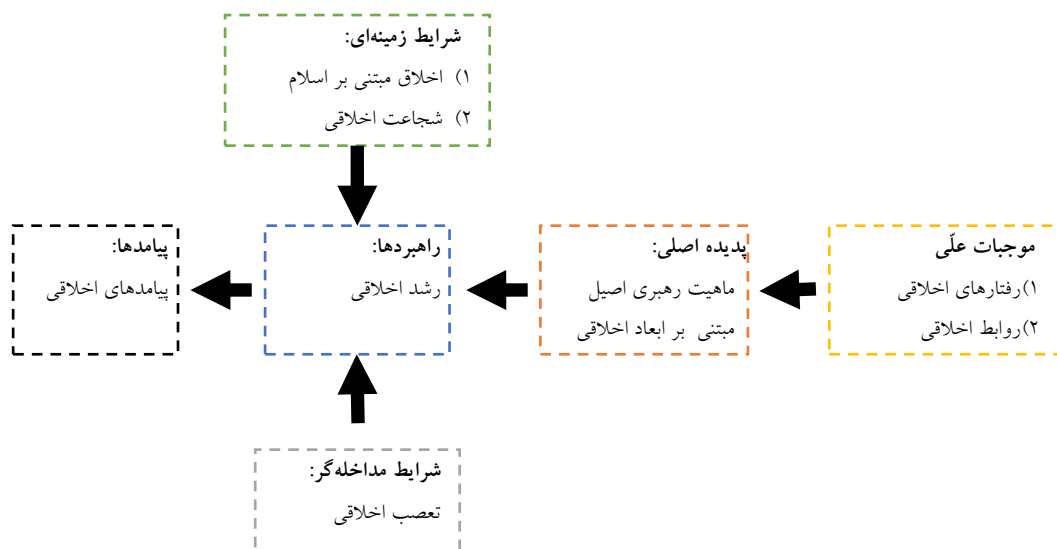 شرایط زمینه‌ای:
۱) اخلاق مبتنی بر اسلام
۲) شجاعت اخلاقی
موجبات علّی
۱)رفتارهای اخلاقی
۲)روابط اخلاقی
پدیده اصلی:
ماهیت رهبری اصیل
مبتنی بر ابعاد اخلاقی
راهبردها:
رشد اخلاقی
پیامدها:
پیامدهای اخلاقی
شرایط مداخله‌گر:
تعصب اخلاقی